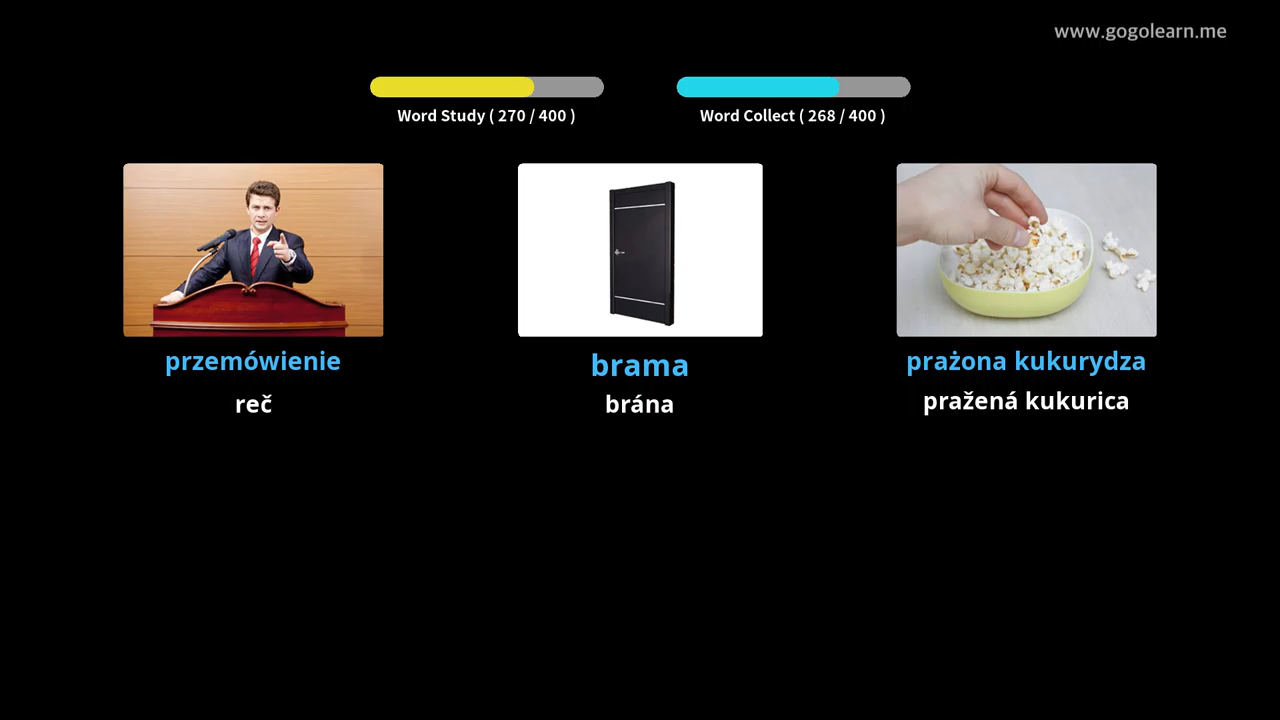 www.gogolearn.me
Word Study ( 270 / 400 )
Word Collect ( 268 / 400 )
przemówienie
brama
prażona kukurydza
reč
brána
pražená kukurica